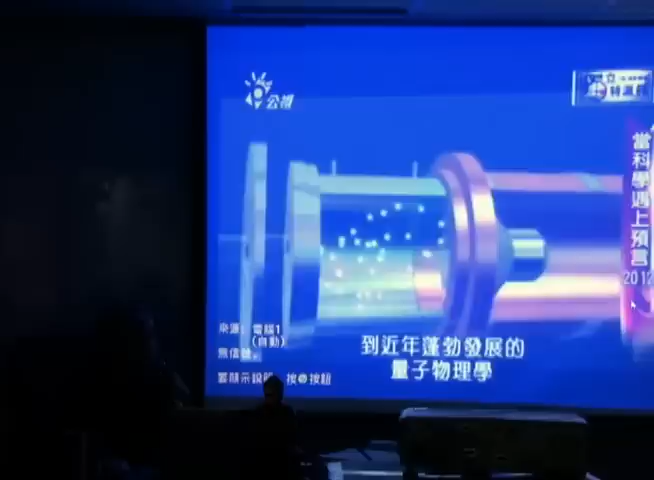 公視
當科學遇上預言
2012
來源：電腦1
(自動)
無信號。
到近年蓬勃發展的
量子物理學